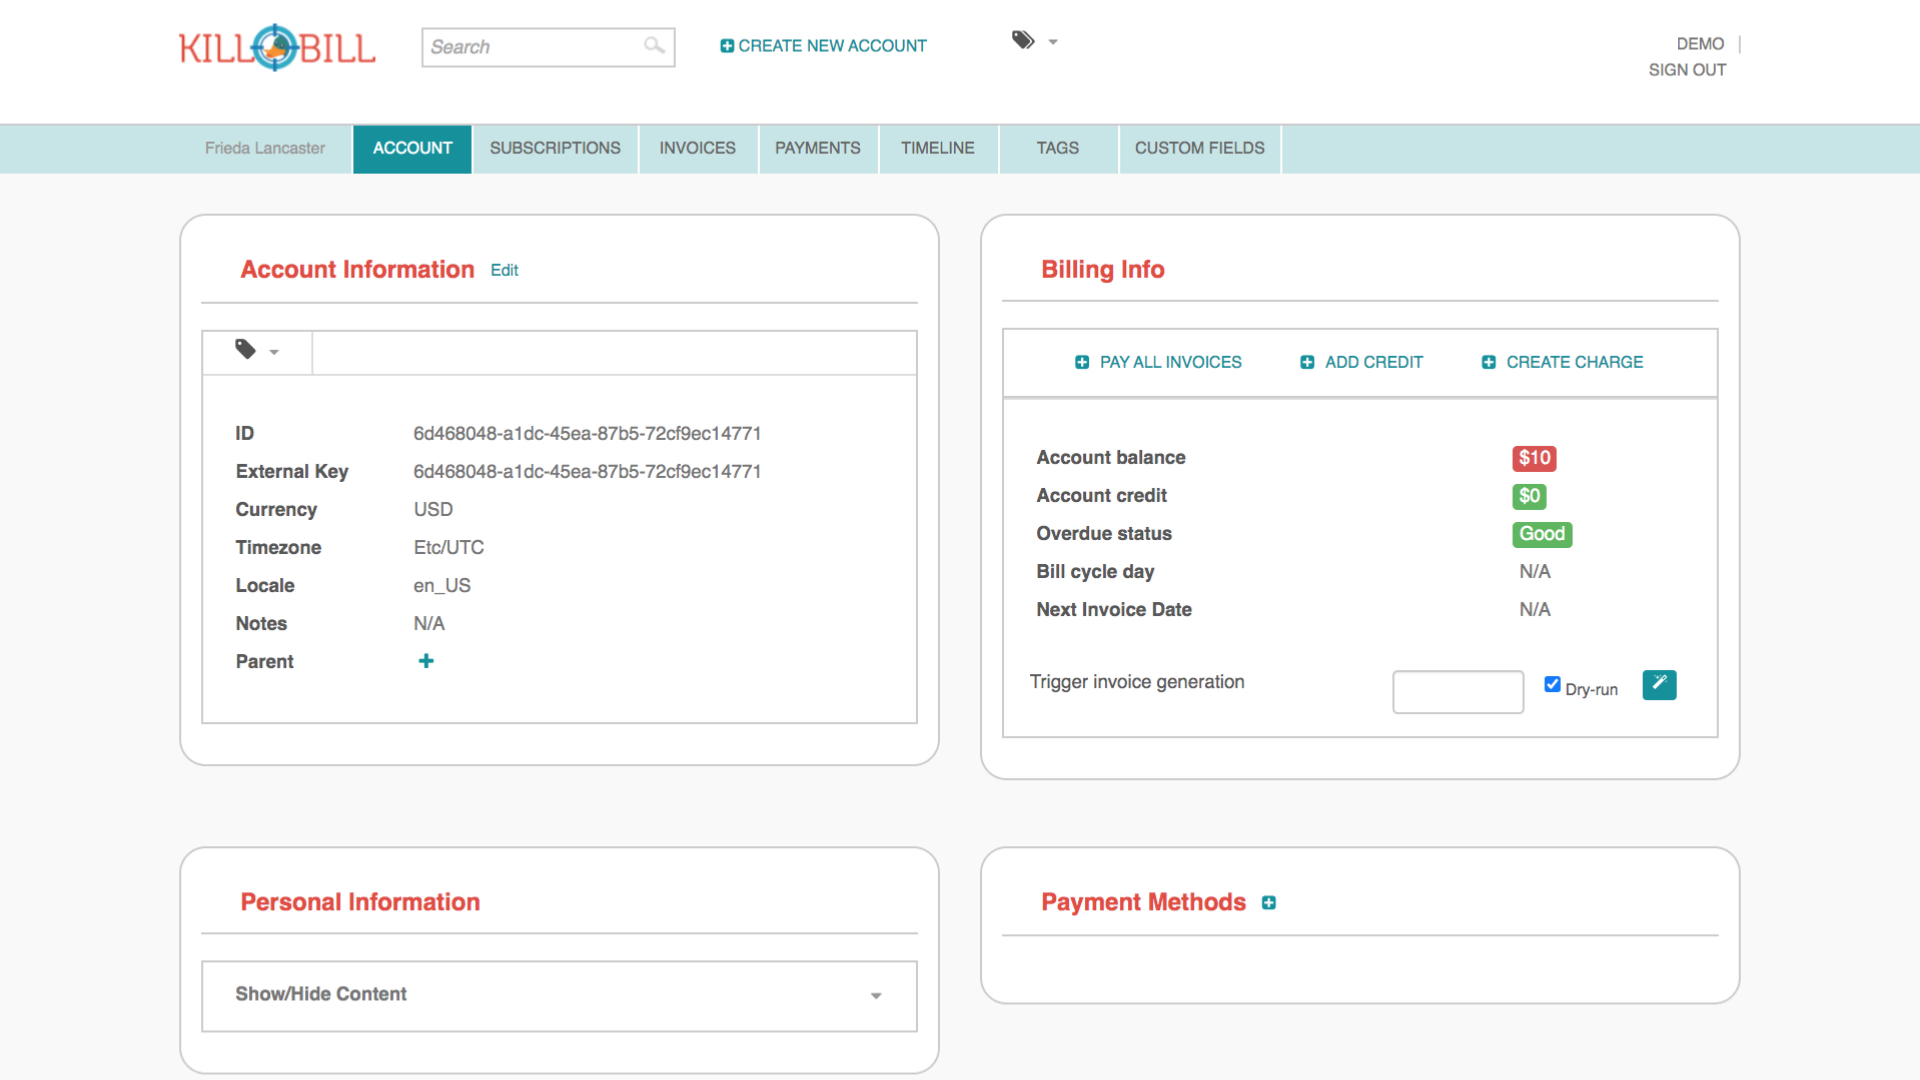 KILL BILL
Search
CREATE NEW ACCOUNT
DEMO
SIGN OUT
Frieda Lancaster
ACCOUNT
SUBSCRIPTIONS
INVOICES
PAYMENTS
TIMELINE
TAGS
CUSTOM FIELDS
Account Information Edit
ID 6d468048-a1dc-45ea-87b5-72cf9ec14771
External Key 6d468048-a1dc-45ea-87b5-72cf9ec14771
Currency USD
Timezone Etc/UTC
Locale en_US
Notes N/A
Parent
Billing Info
PAY ALL INVOICES ADD CREDIT CREATE CHARGE
Account balance $10
Account credit $0
Overdue status Good
Bill cycle day N/A
Next Invoice Date N/A
Trigger invoice generation Dry-run
Personal Information
Show/Hide Content
Payment Methods